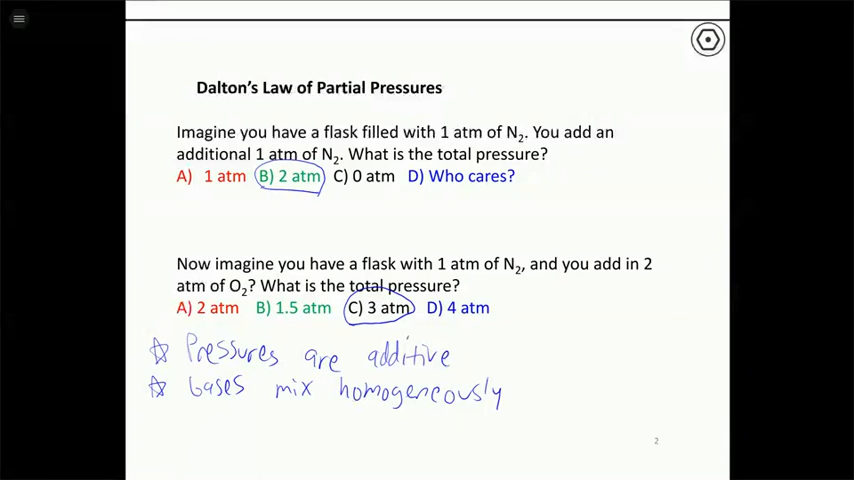 Dalton's Law of Partial Pressures
Imagine you have a flask filled with 1 atm of N₂. You add an
additional 1 atm of N₂. What is the total pressure?
A) 1 atm B) 2 atm C) 0 atm D) Who cares?
Now imagine you have a flask with 1 atm of N₂, and you add in 2
atm of O₂? What is the total pressure?
A) 2 atm B) 1.5 atm C) 3 atm D) 4 atm
☆ Pressures are additive
☆ Gases mix homogeneously
2